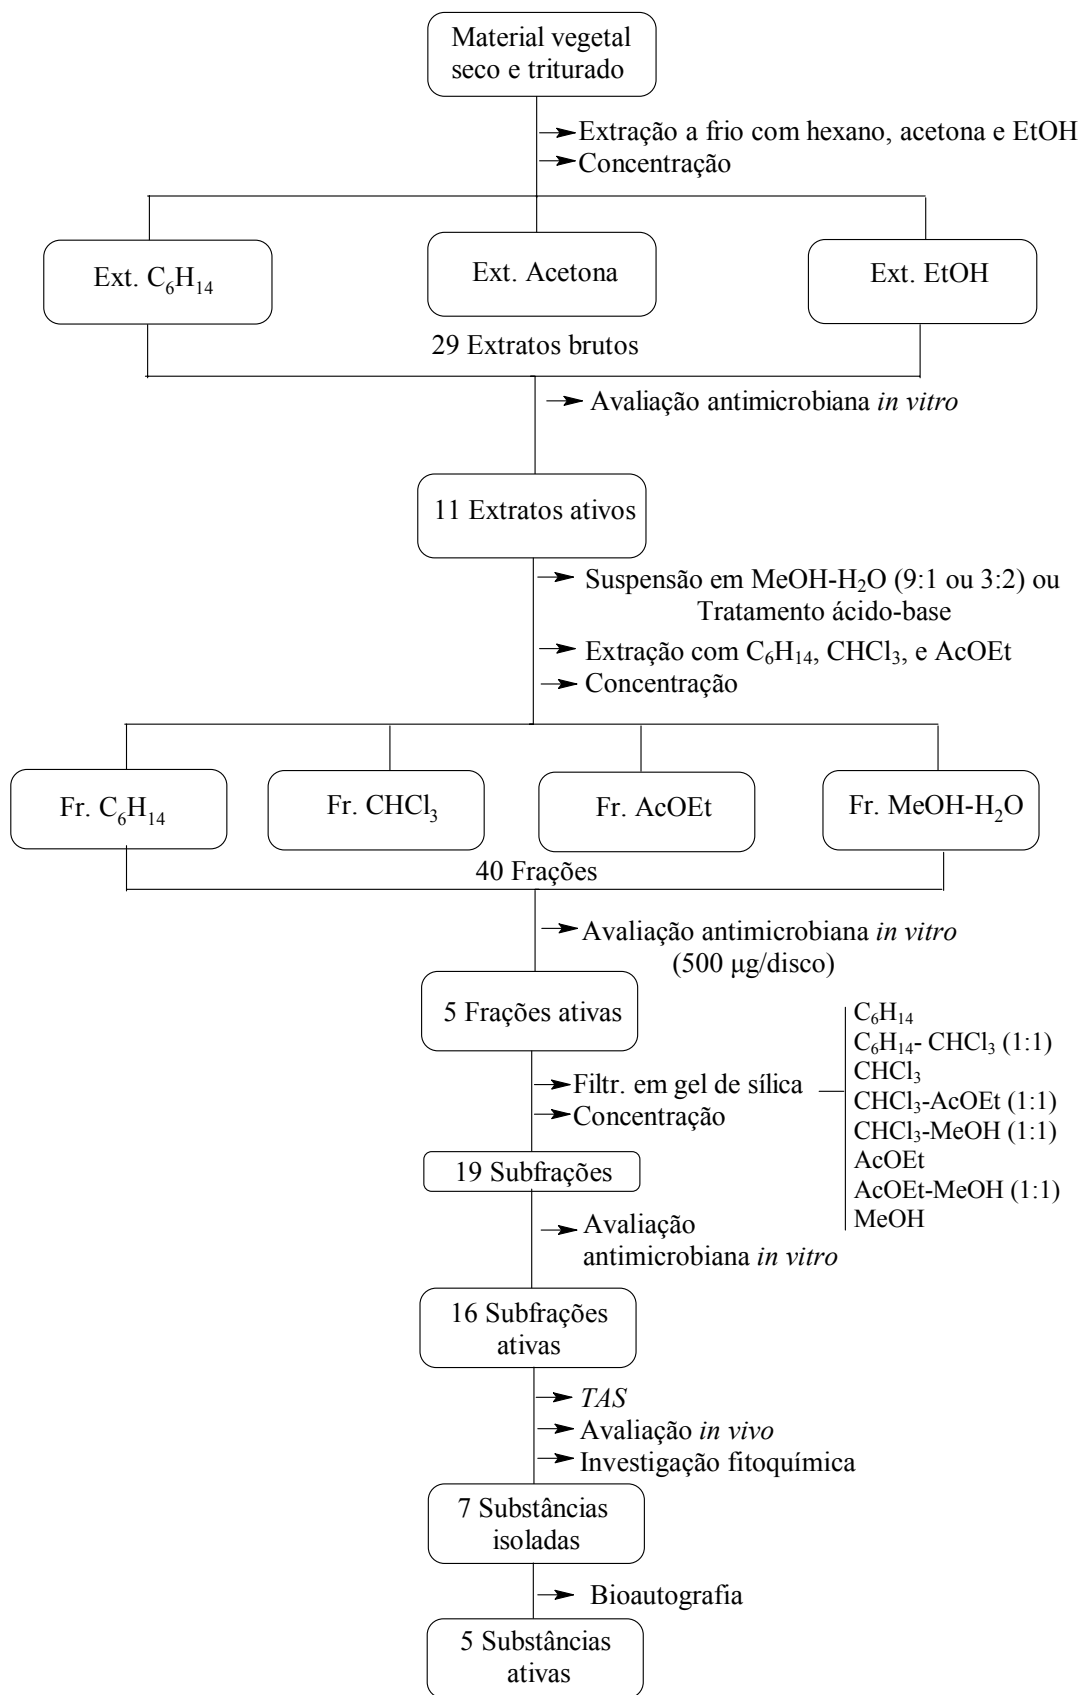 Material vegetal
seco e triturado
Extração a frio com hexano, acetona e EtOH
Concentração
Ext. C₆H₁₄
Ext. Acetona
Ext. EtOH
29 Extratos brutos
Avaliação antimicrobiana in vitro
11 Extratos ativos
Suspensão em MeOH-H₂O (9:1 ou 3:2) ou
Tratamento ácido-base
Extração com C₆H₁₄, CHCl₃, e AcOEt
Concentração
Fr. C₆H₁₄
Fr. CHCl₃
Fr. AcOEt
Fr. MeOH-H₂O
40 Frações
Avaliação antimicrobiana in vitro
(500 µg/disco)
5 Frações ativas
Filtr. em gel de sílica
Concentração
C₆H₁₄
C₆H₁₄- CHCl₃ (1:1)
CHCl₃
CHCl₃-AcOEt (1:1)
CHCl₃-MeOH (1:1)
AcOEt
AcOEt-MeOH (1:1)
MeOH
19 Subfrações
Avaliação
antimicrobiana in vitro
16 Subfrações
ativas
TAS
Avaliação in vivo
Investigação fitoquímica
7 Substâncias
isoladas
Bioautografia
5 Substâncias
ativas